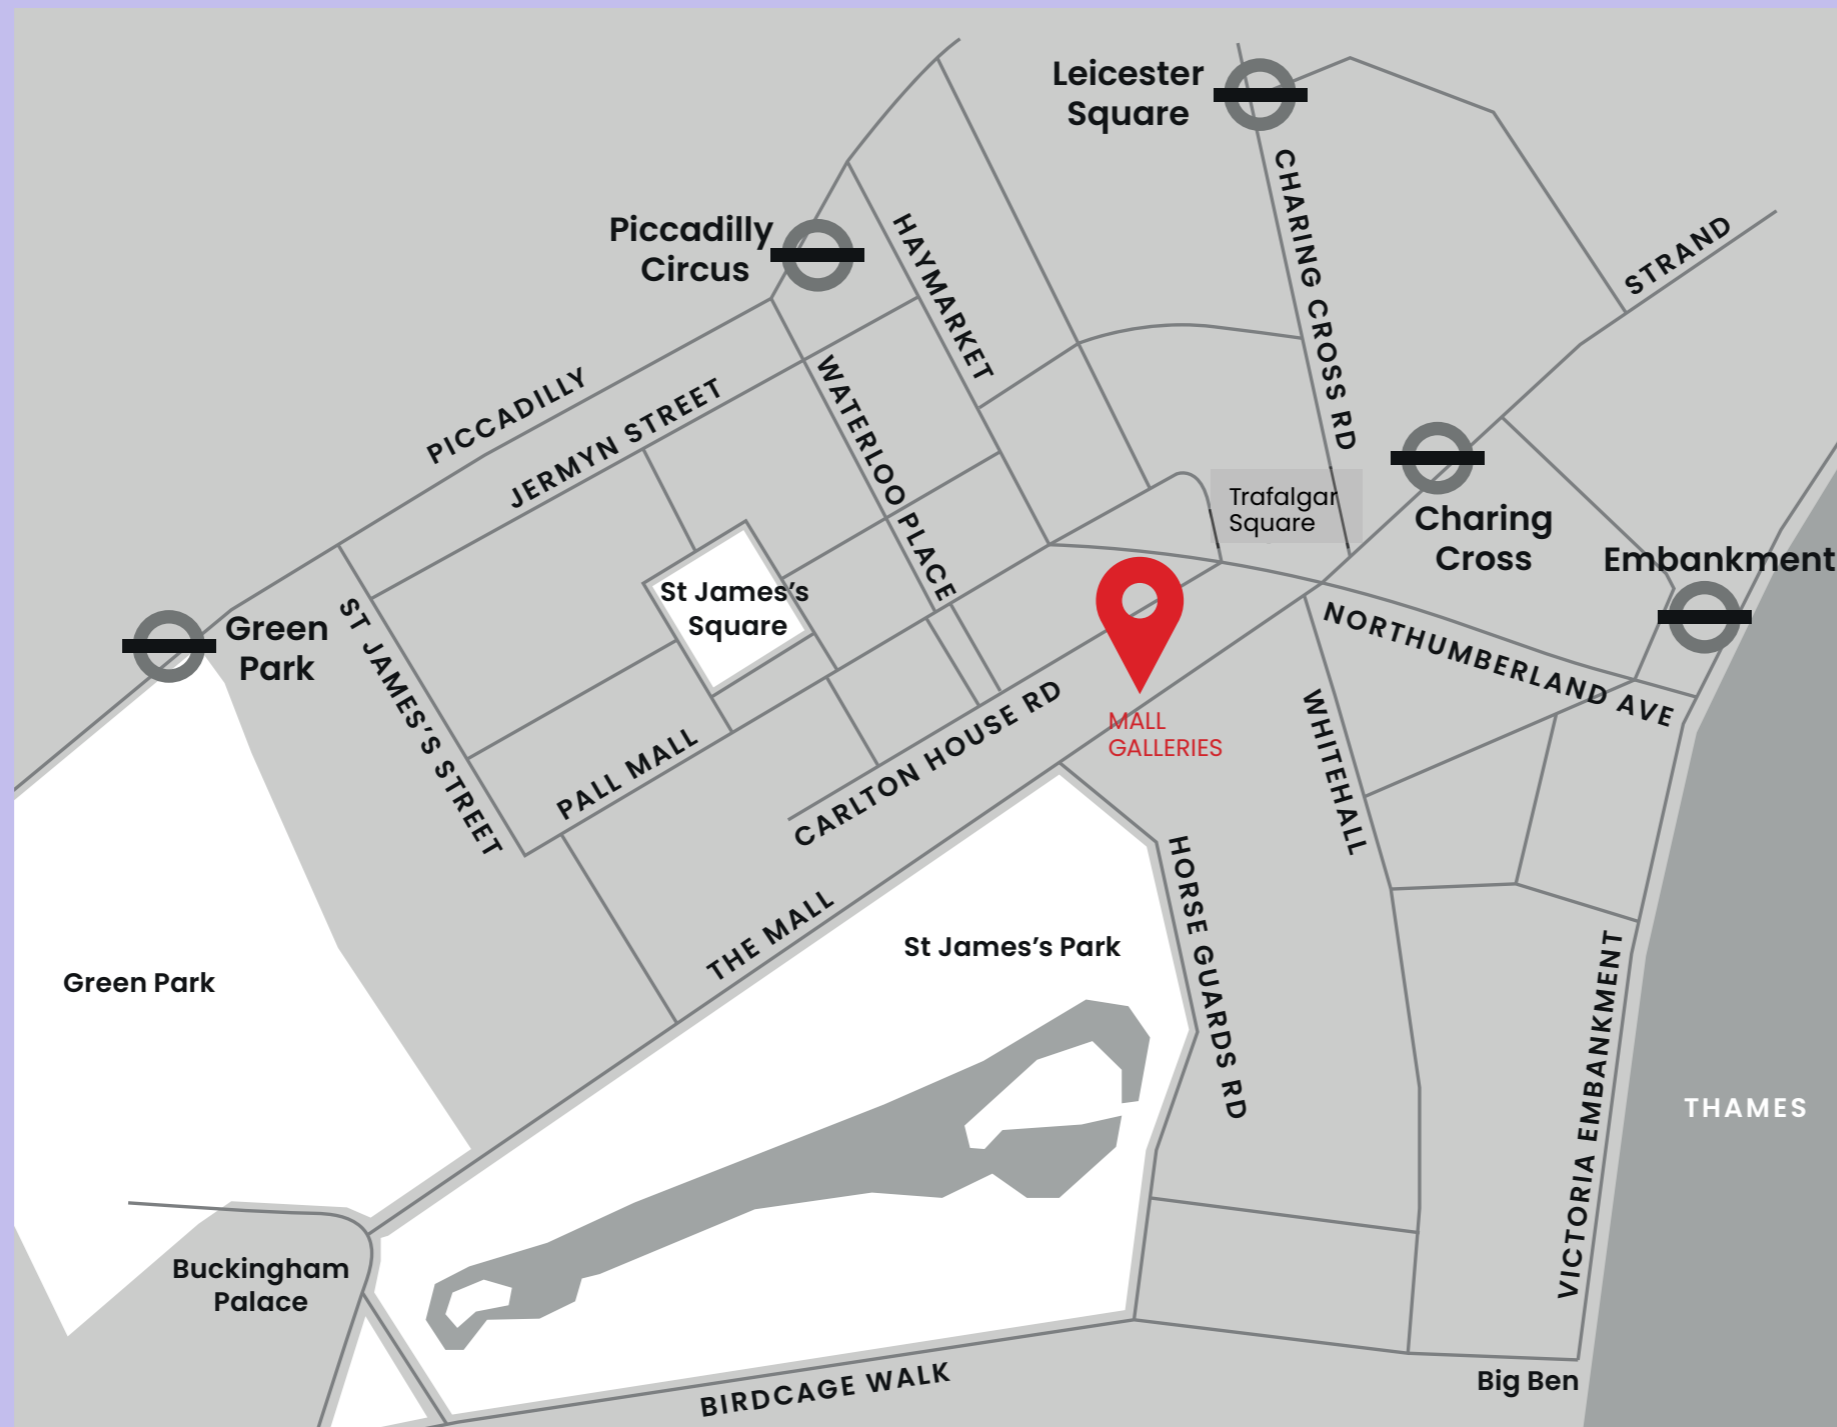 Leicester
Square
CHARING CROSS RD
Piccadilly
Circus
HAYMARKET
STRAND
PICCADILLY
JERMYN STREET
WATERLOO PLACE
Trafalgar
Square
Charing
Cross
Embankment
St James's
Square
Green
Park
ST JAMES'S STREET
NORTHUMBERLAND AVE
PALL MALL
CARLTON HOUSE RD
MALL
GALLERIES
WHITEHALL
THE MALL
HORSE GUARDS RD
St James's Park
Green Park
VICTORIA EMBANKMENT
THAMES
Buckingham
Palace
BIRDCAGE WALK
Big Ben